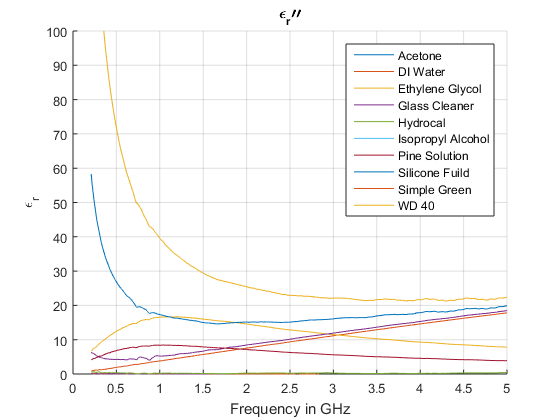 ϵr′′
100
90
80
70
60
50
40
30
20
10
0
ϵr
Acetone
DI Water
Ethylene Glycol
Glass Cleaner
Hydrocal
Isopropyl Alcohol
Pine Solution
Silicone Fuild
Simple Green
WD 40
0 0.5 1 1.5 2 2.5 3 3.5 4 4.5 5
Frequency in GHz